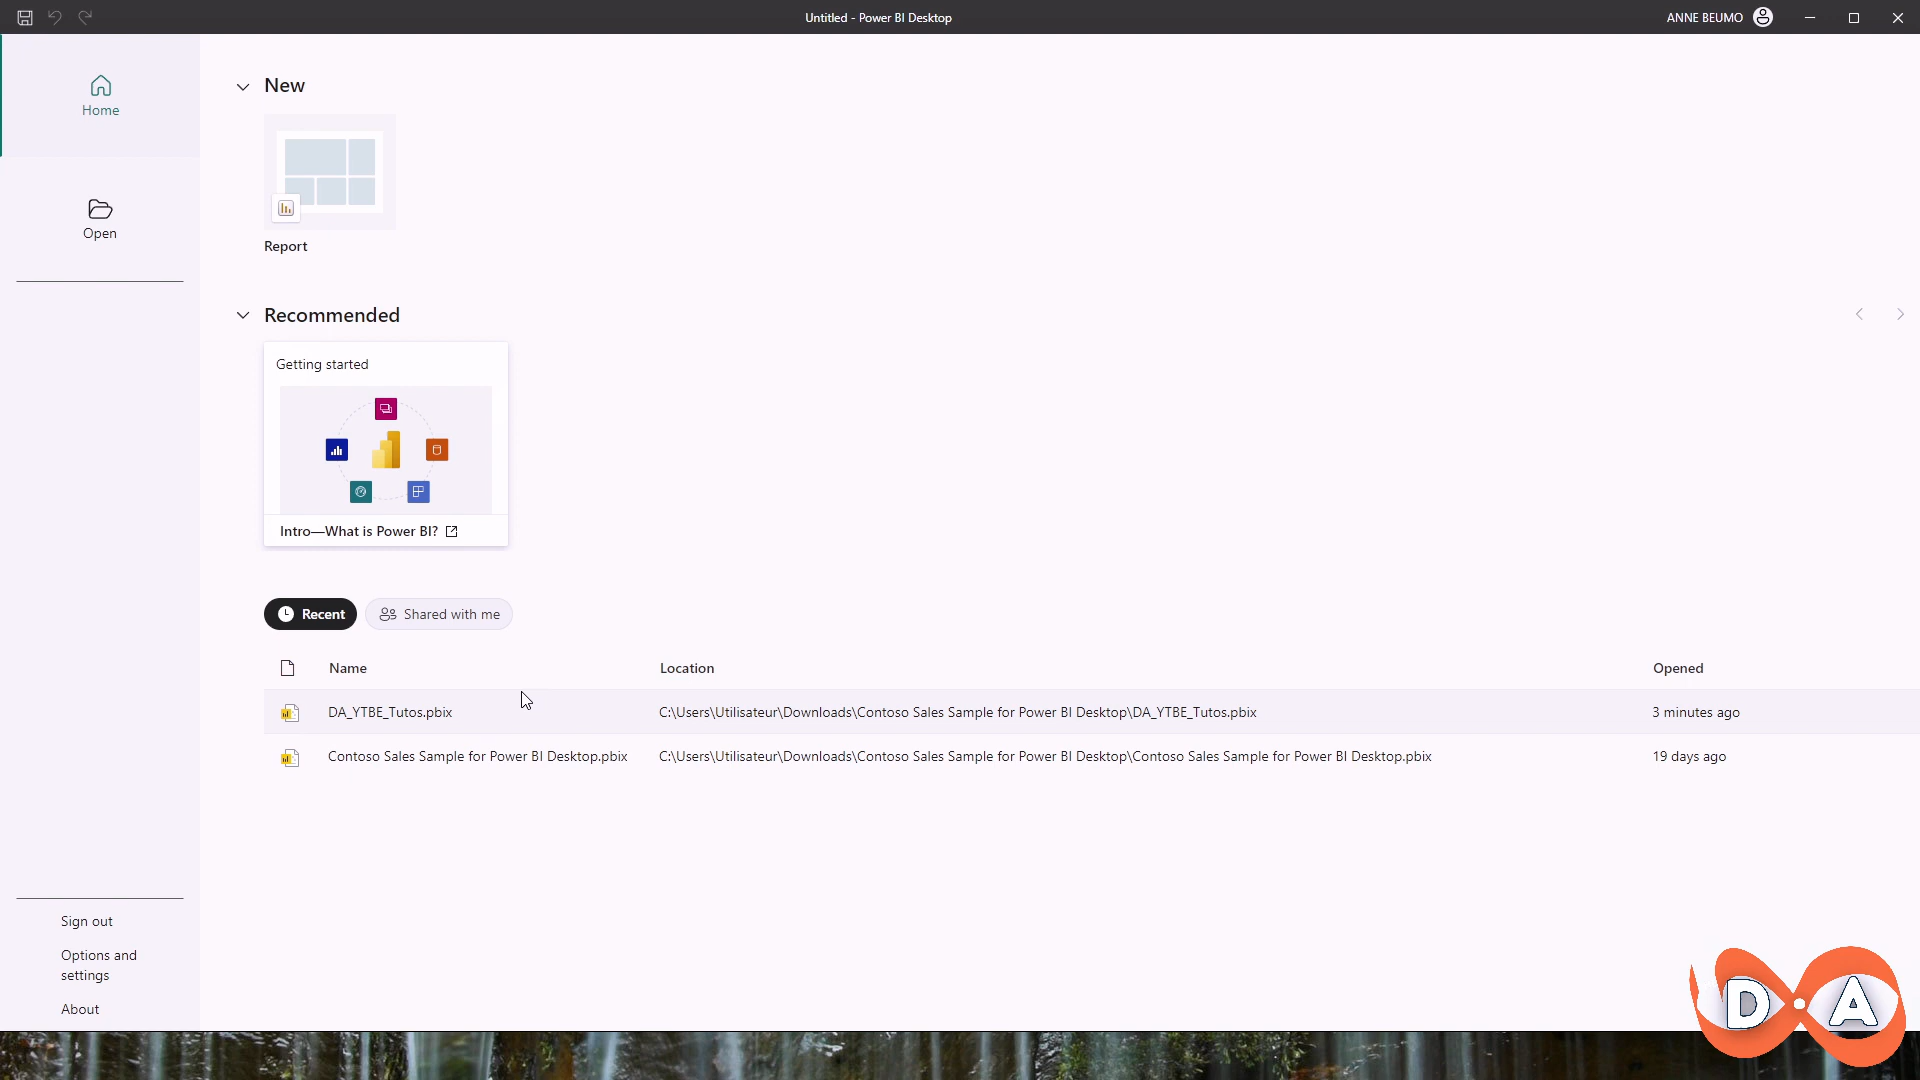 Untitled - Power BI Desktop
ANNE BEUMO
Home
Open
New
Report
Recommended
Getting started
Intro—What is Power BI?
Recent
Shared with me
Name Location Opened
DA_YTBE_Tutos.pbix C:\Users\Utilisateur\Downloads\Contoso Sales Sample for Power BI Desktop\DA_YTBE_Tutos.pbix 3 minutes ago
Contoso Sales Sample for Power BI Desktop.pbix C:\Users\Utilisateur\Downloads\Contoso Sales Sample for Power BI Desktop\Contoso Sales Sample for Power BI Desktop.pbix 19 days ago
Sign out
Options and
settings
About
D A